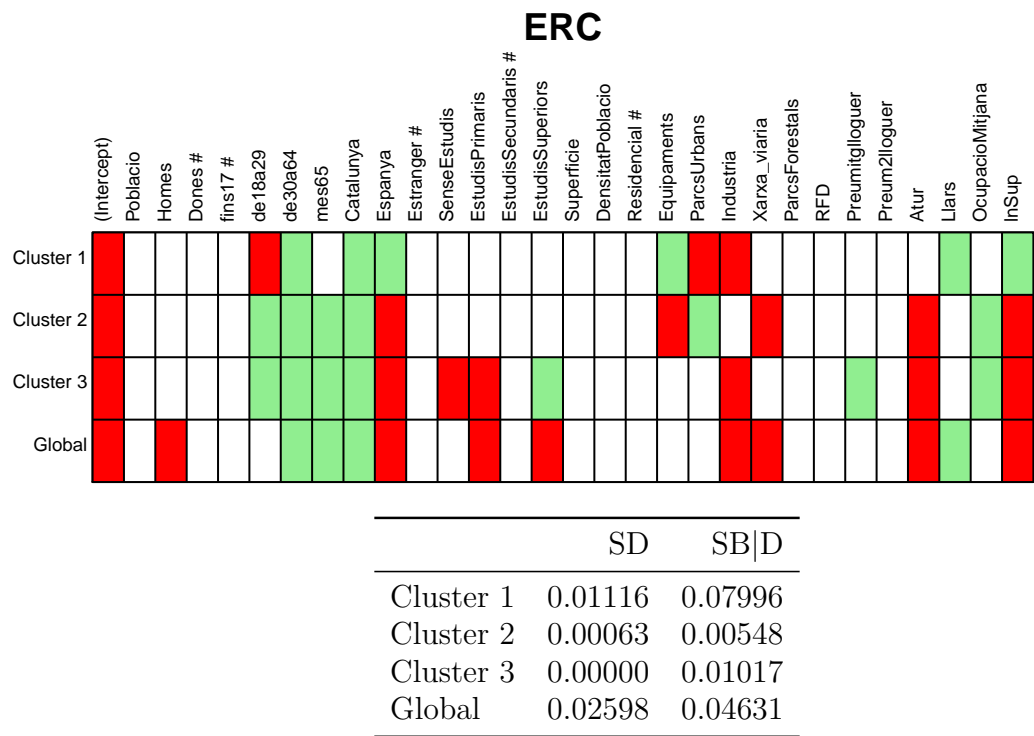 ERC
(Intercept)
Poblacio
Homes
Dones #
fins17 #
de18a29
de30a64
mes65
Catalunya
Espanya
Estranger #
SenseEstudis
EstudisPrimaris
EstudisSecundaris #
EstudisSuperiors
Superficie
DensitatPoblacio
Residencial #
Equipaments
ParcsUrbans
Industria
Xarxa_viaria
ParcsForestals
RFD
Preumitglloguer
Preum2lloguer
Atur
Llars
OcupacioMitjana
InSup
Cluster 1
Cluster 2
Cluster 3
Global
SD SB|D
Cluster 1 0.01116 0.07996
Cluster 2 0.00063 0.00548
Cluster 3 0.00000 0.01017
Global 0.02598 0.04631